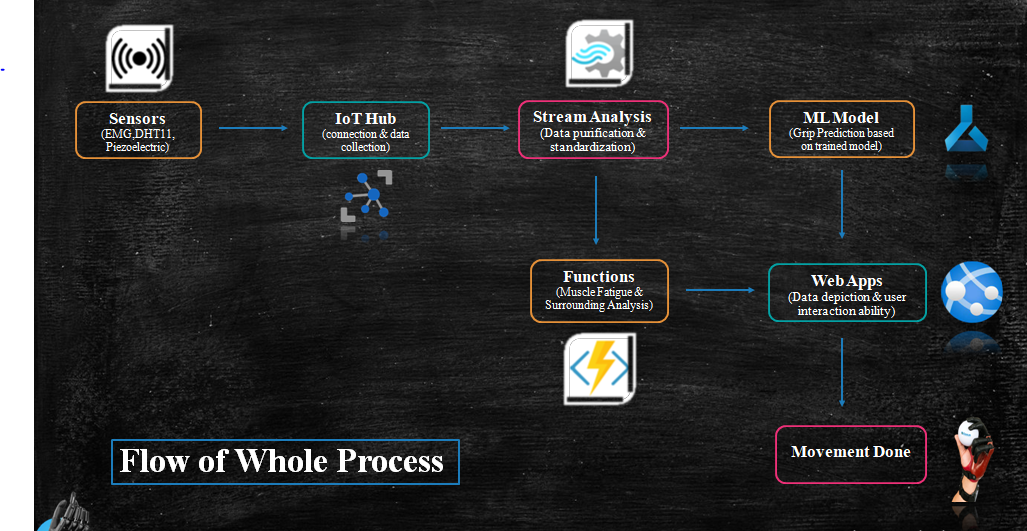 Sensors
(EMG,DHT11,
Piezoelectric)
IoT Hub
(connection & data
collection)
Stream Analysis
(Data purification &
standardization)
ML Model
(Grip Prediction based
on trained model)
Functions
(Muscle Fatigue &
Surrounding Analysis)
Web Apps
(Data depiction & user
interaction ability)
Movement Done
Flow of Whole Process